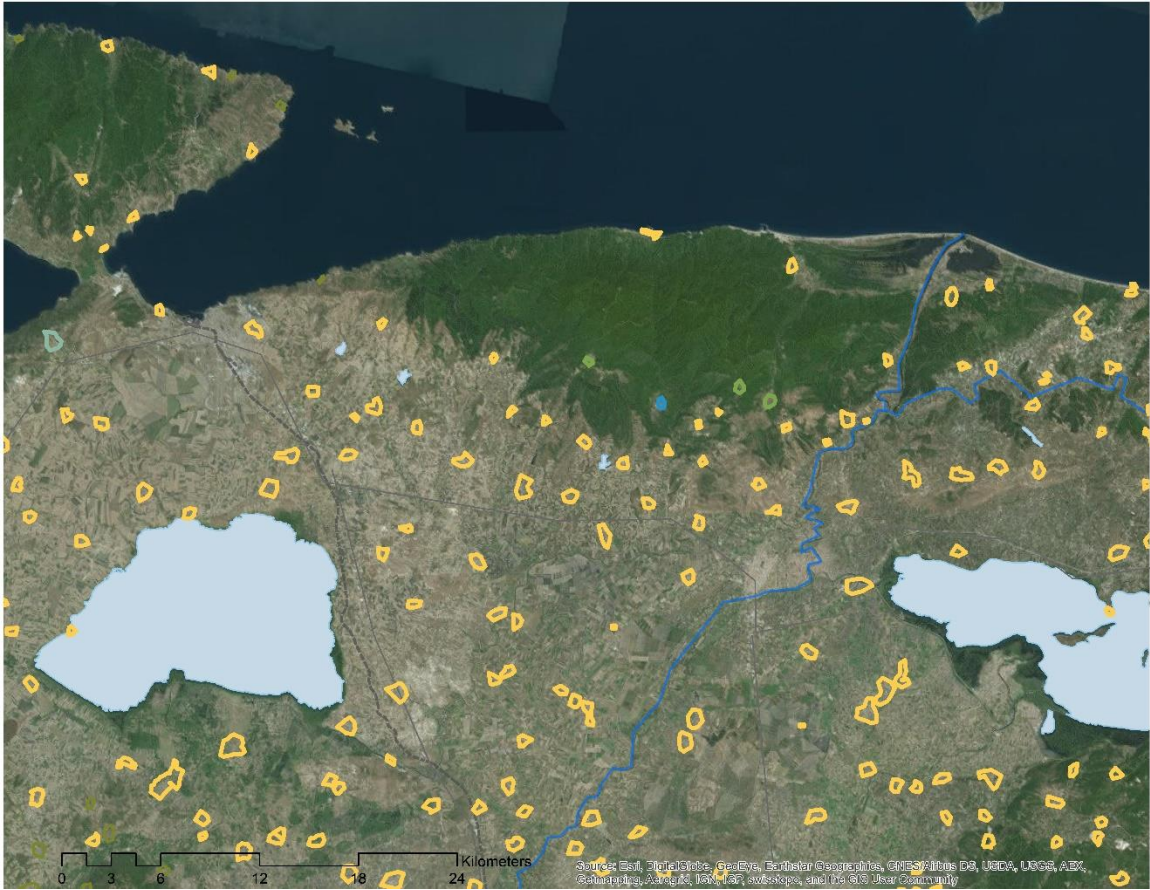 Kilometers
0 3 6 12 18 24
Source: Esri, DigitalGlobe, GeoEye, Earthstar Geographics, CNES/Airbus DS, USDA, USGS, AEX,
Getmapping, Aerogrid, IGN, IGP, swisstopo, and the GIS User Community